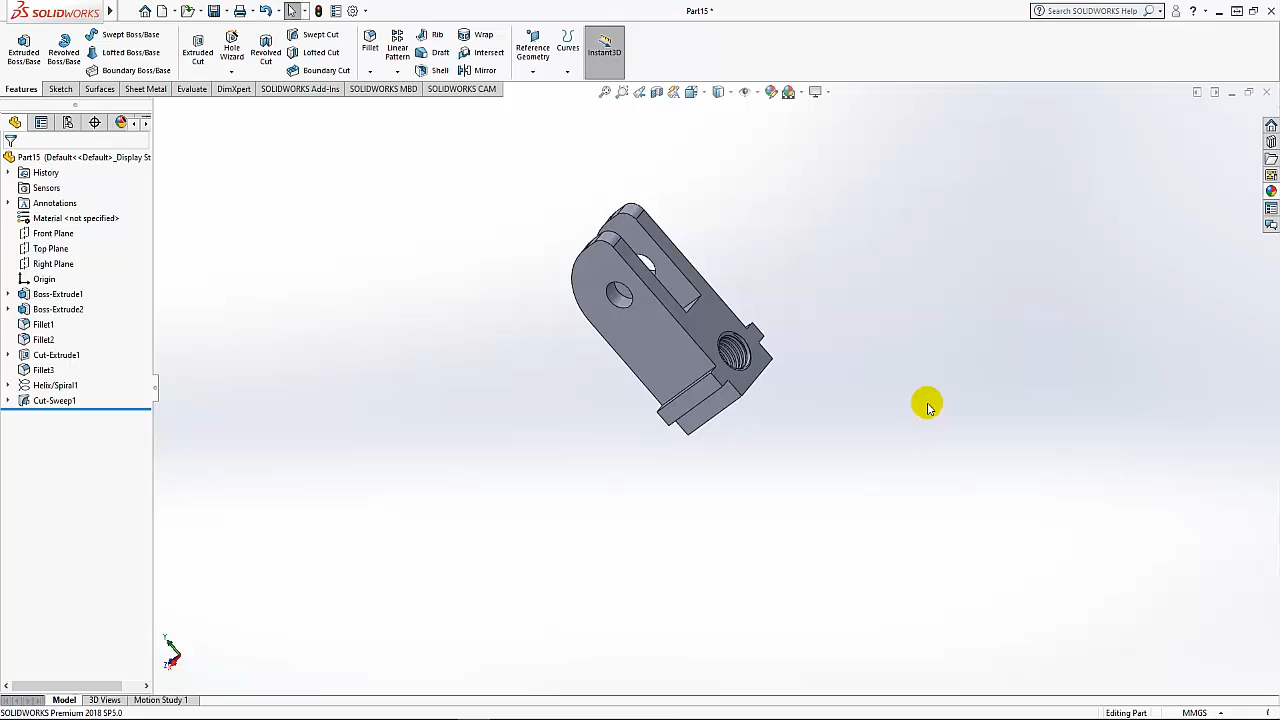 SOLIDWORKS
Part15 *
Search SOLIDWORKS Help
Extruded Boss/Base
Revolved Boss/Base
Swept Boss/Base
Lofted Boss/Base
Boundary Boss/Base
Extruded Cut
Hole Wizard
Revolved Cut
Swept Cut
Lofted Cut
Boundary Cut
Fillet
Linear Pattern
Rib
Draft
Shell
Wrap
Intersect
Mirror
Reference Geometry
Curves
Instant3D
Features Sketch Surfaces Sheet Metal Evaluate DimXpert SOLIDWORKS Add-Ins SOLIDWORKS MBD SOLIDWORKS CAM
Part15 (Default<<Default>_Display St
History
Sensors
Annotations
Material <not specified>
Front Plane
Top Plane
Right Plane
Origin
Boss-Extrude1
Boss-Extrude2
Fillet1
Fillet2
Cut-Extrude1
Fillet3
Helix/Spiral1
Cut-Sweep1
Y
Z
Model 3D Views Motion Study 1
SOLIDWORKS Premium 2018 SP5.0 Editing Part MMGS